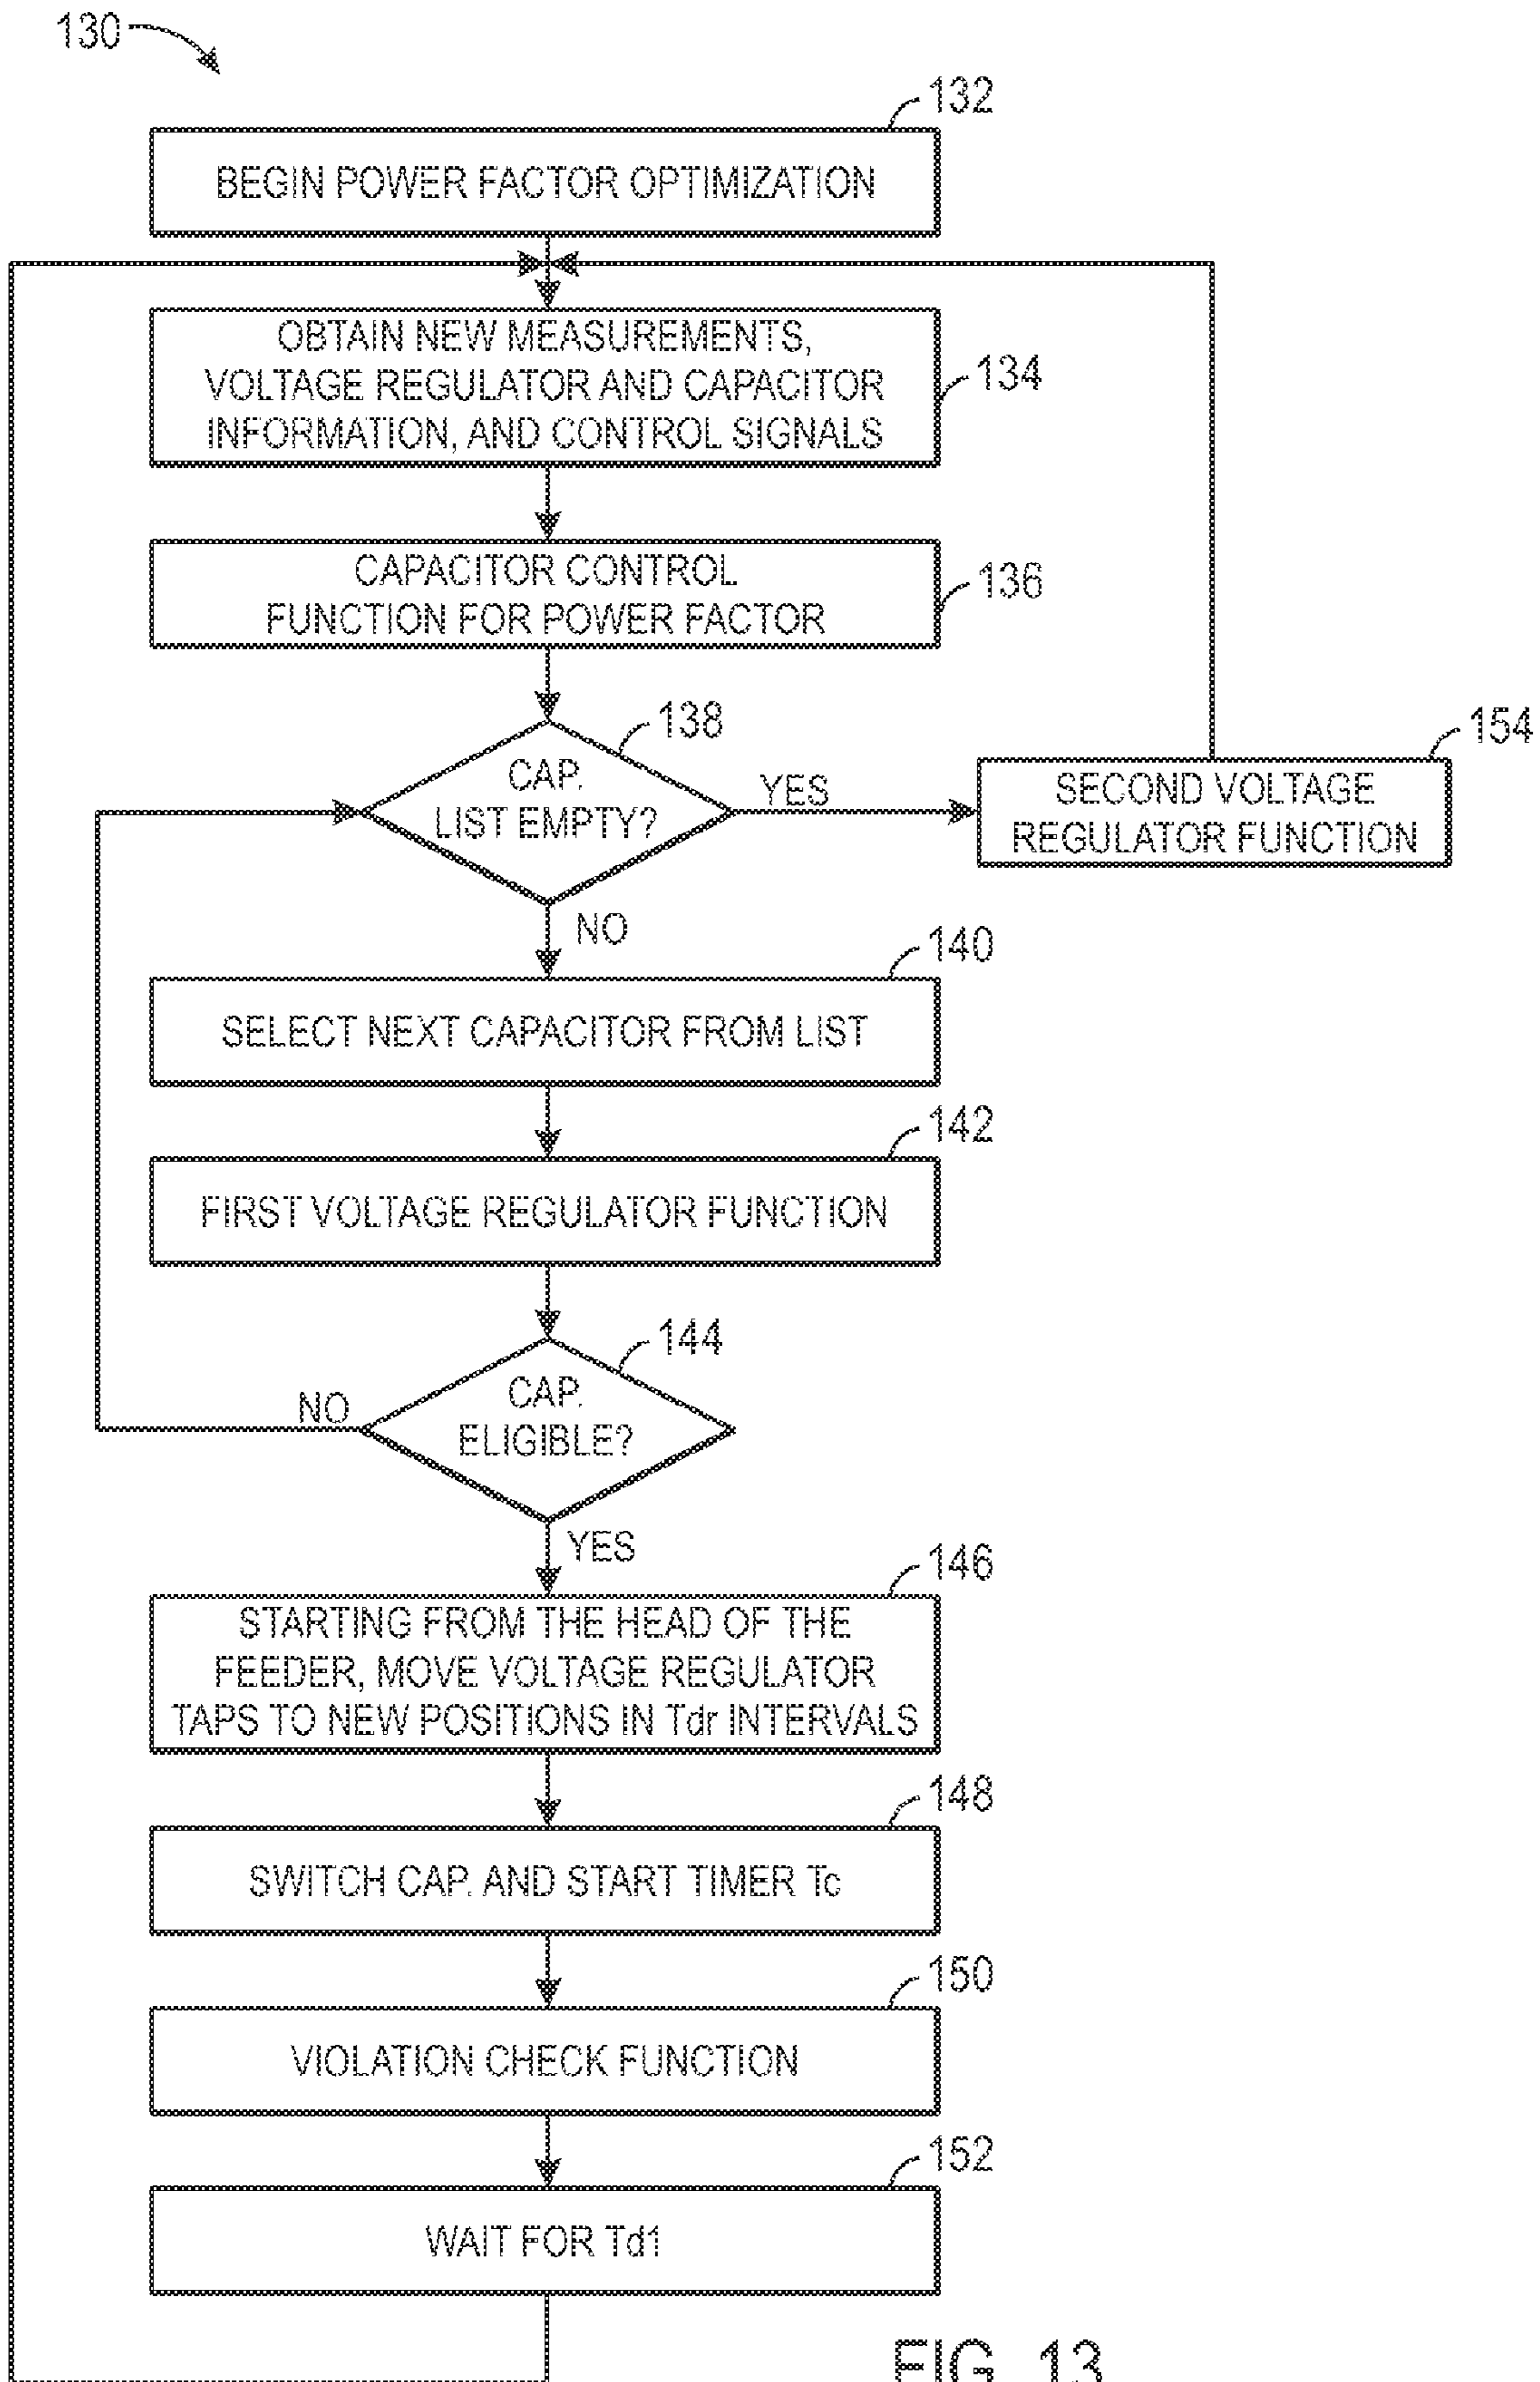 130
132
BEGIN POWER FACTOR OPTIMIZATION
OBTAIN NEW MEASUREMENTS,
VOLTAGE REGULATOR AND CAPACITOR
INFORMATION, AND CONTROL SIGNALS
134
CAPACITOR CONTROL
FUNCTION FOR POWER FACTOR
136
138
CAP.
LIST EMPTY?
YES
154
SECOND VOLTAGE
REGULATOR FUNCTION
NO
140
SELECT NEXT CAPACITOR FROM LIST
142
FIRST VOLTAGE REGULATOR FUNCTION
144
CAP.
ELIGIBLE?
NO
YES
146
STARTING FROM THE HEAD OF THE
FEEDER, MOVE VOLTAGE REGULATOR
TAPS TO NEW POSITIONS IN Tdr INTERVALS
148
SWITCH CAP. AND START TIMER Tc
150
VIOLATION CHECK FUNCTION
152
WAIT FOR Td1
FIG. 13